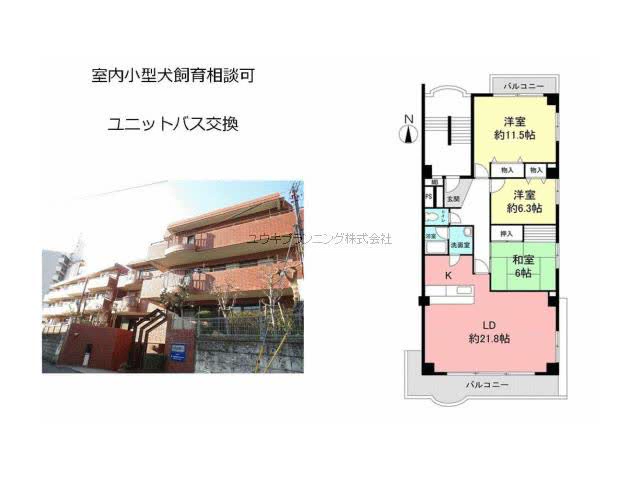 室内小型犬飼育相談可
ユニットバス交換
ユウキプランニング株式会社
バルコニー
N
洋室
約11.5帖
物入
物入
PS
玄関
洋室
約6.3帖
トイレ
浴室
洗面室
押入
和室
6帖
K
LD
約21.8帖
バルコニー